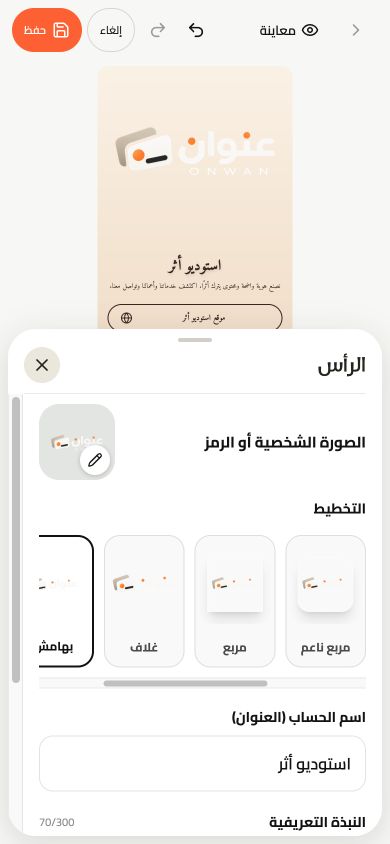 معاينة
إلغاء
حفظ
عنوان
ONWAN
استوديو أثر
نصنع هوية واضحة ومحتوى يترك أثرًا، اكتشف خدماتنا وأعمالنا وتواصل معنا.
موقع استوديو أثر
الرأس
الصورة الشخصية أو الرمز
التخطيط
مربع ناعم
مربع
غلاف
بهامش
اسم الحساب (العنوان)
استوديو أثر
النبذة التعريفية
70/300